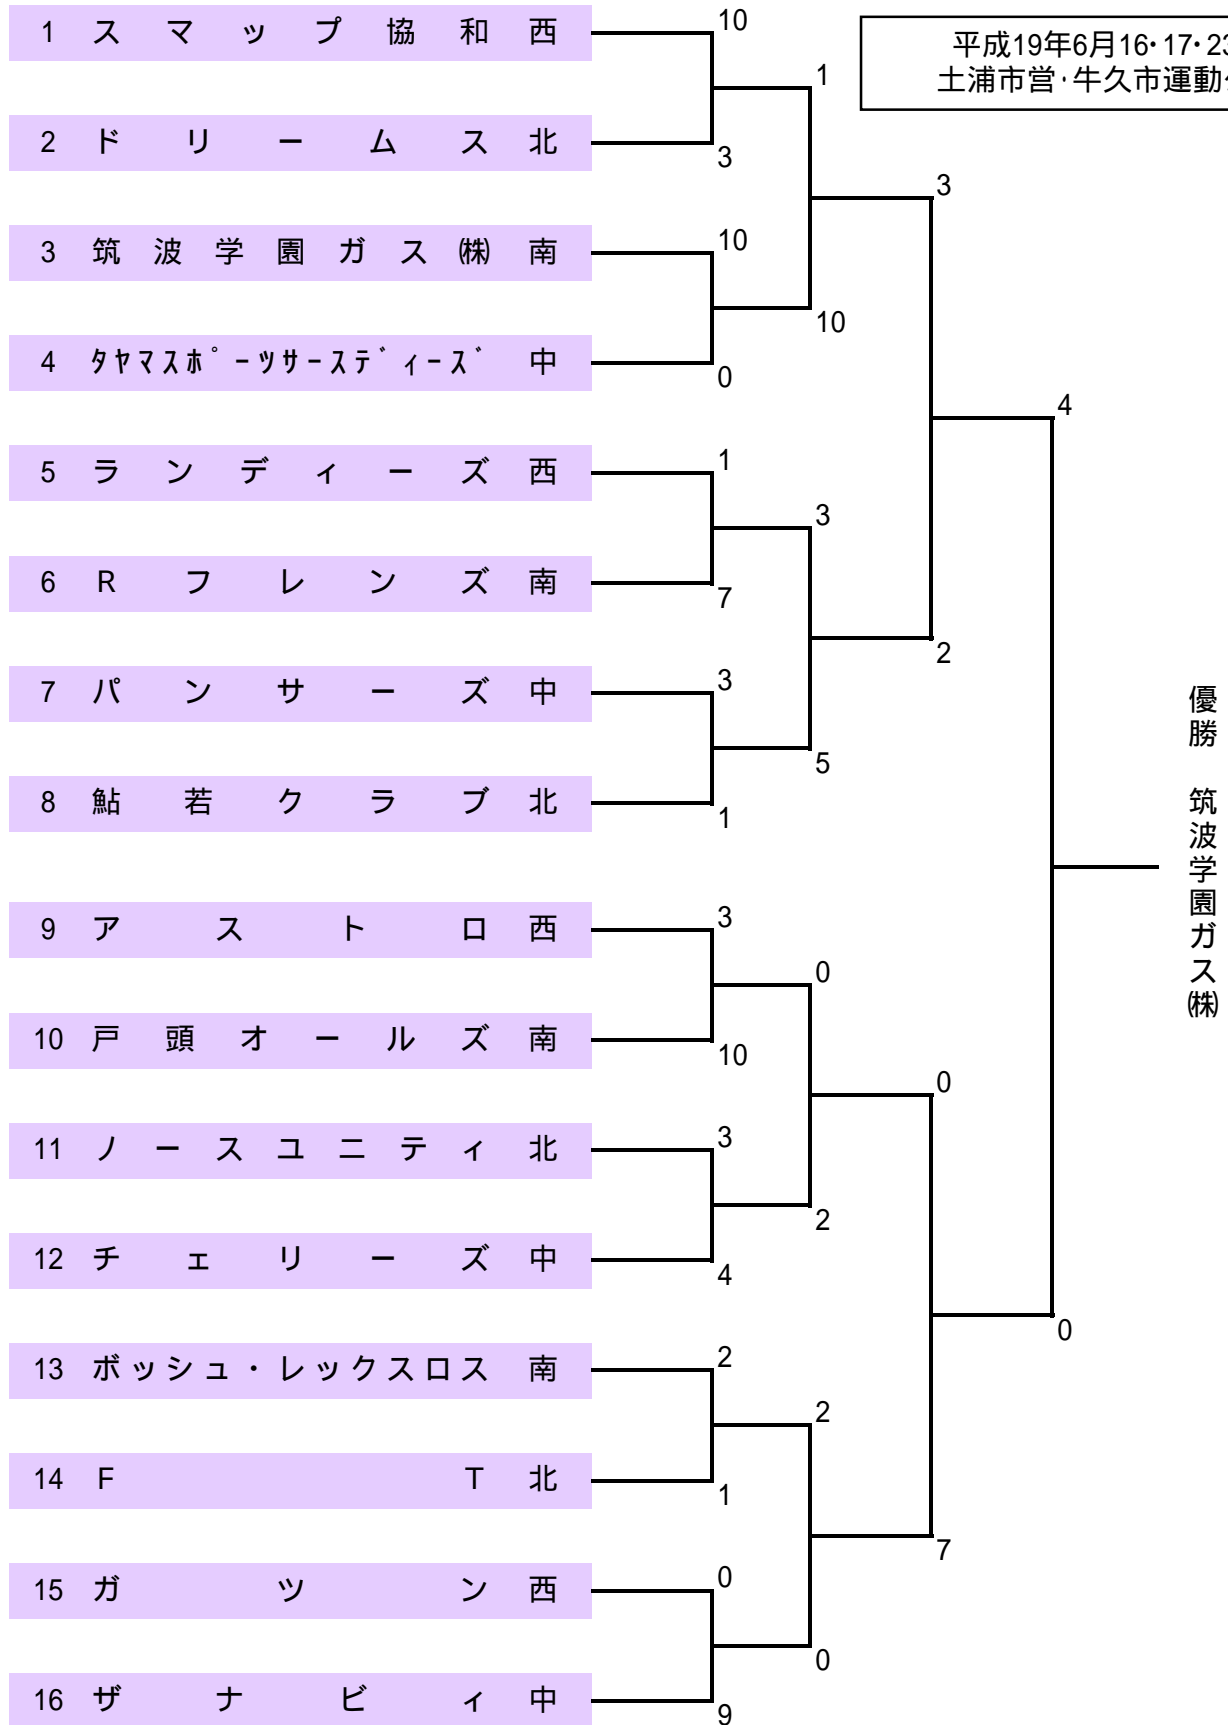 平成19年6月16・17・23
土浦市営・牛久市運動
1 スマップ協和 西
10
1
2 ドリームス 北
3
3
3 筑波学園ガス㈱ 南
10
10
4 タヤマスポーツサースディーズ 中
0
4
5 ランディーズ 西
1
3
6 Rフレンズ 南
7
2
7 パンサーズ 中
3
5
8 鮎若クラブ 北
1
優勝 筑波学園ガス㈱
9 アストロ 西
3
0
10 戸頭オールズ 南
10
0
11 ノースユニティ 北
3
2
12 チェリーズ 中
4
0
13 ボッシュ・レックスロス 南
2
2
14 FT 北
1
7
15 ガツン 西
0
0
16 ザナビィ 中
9